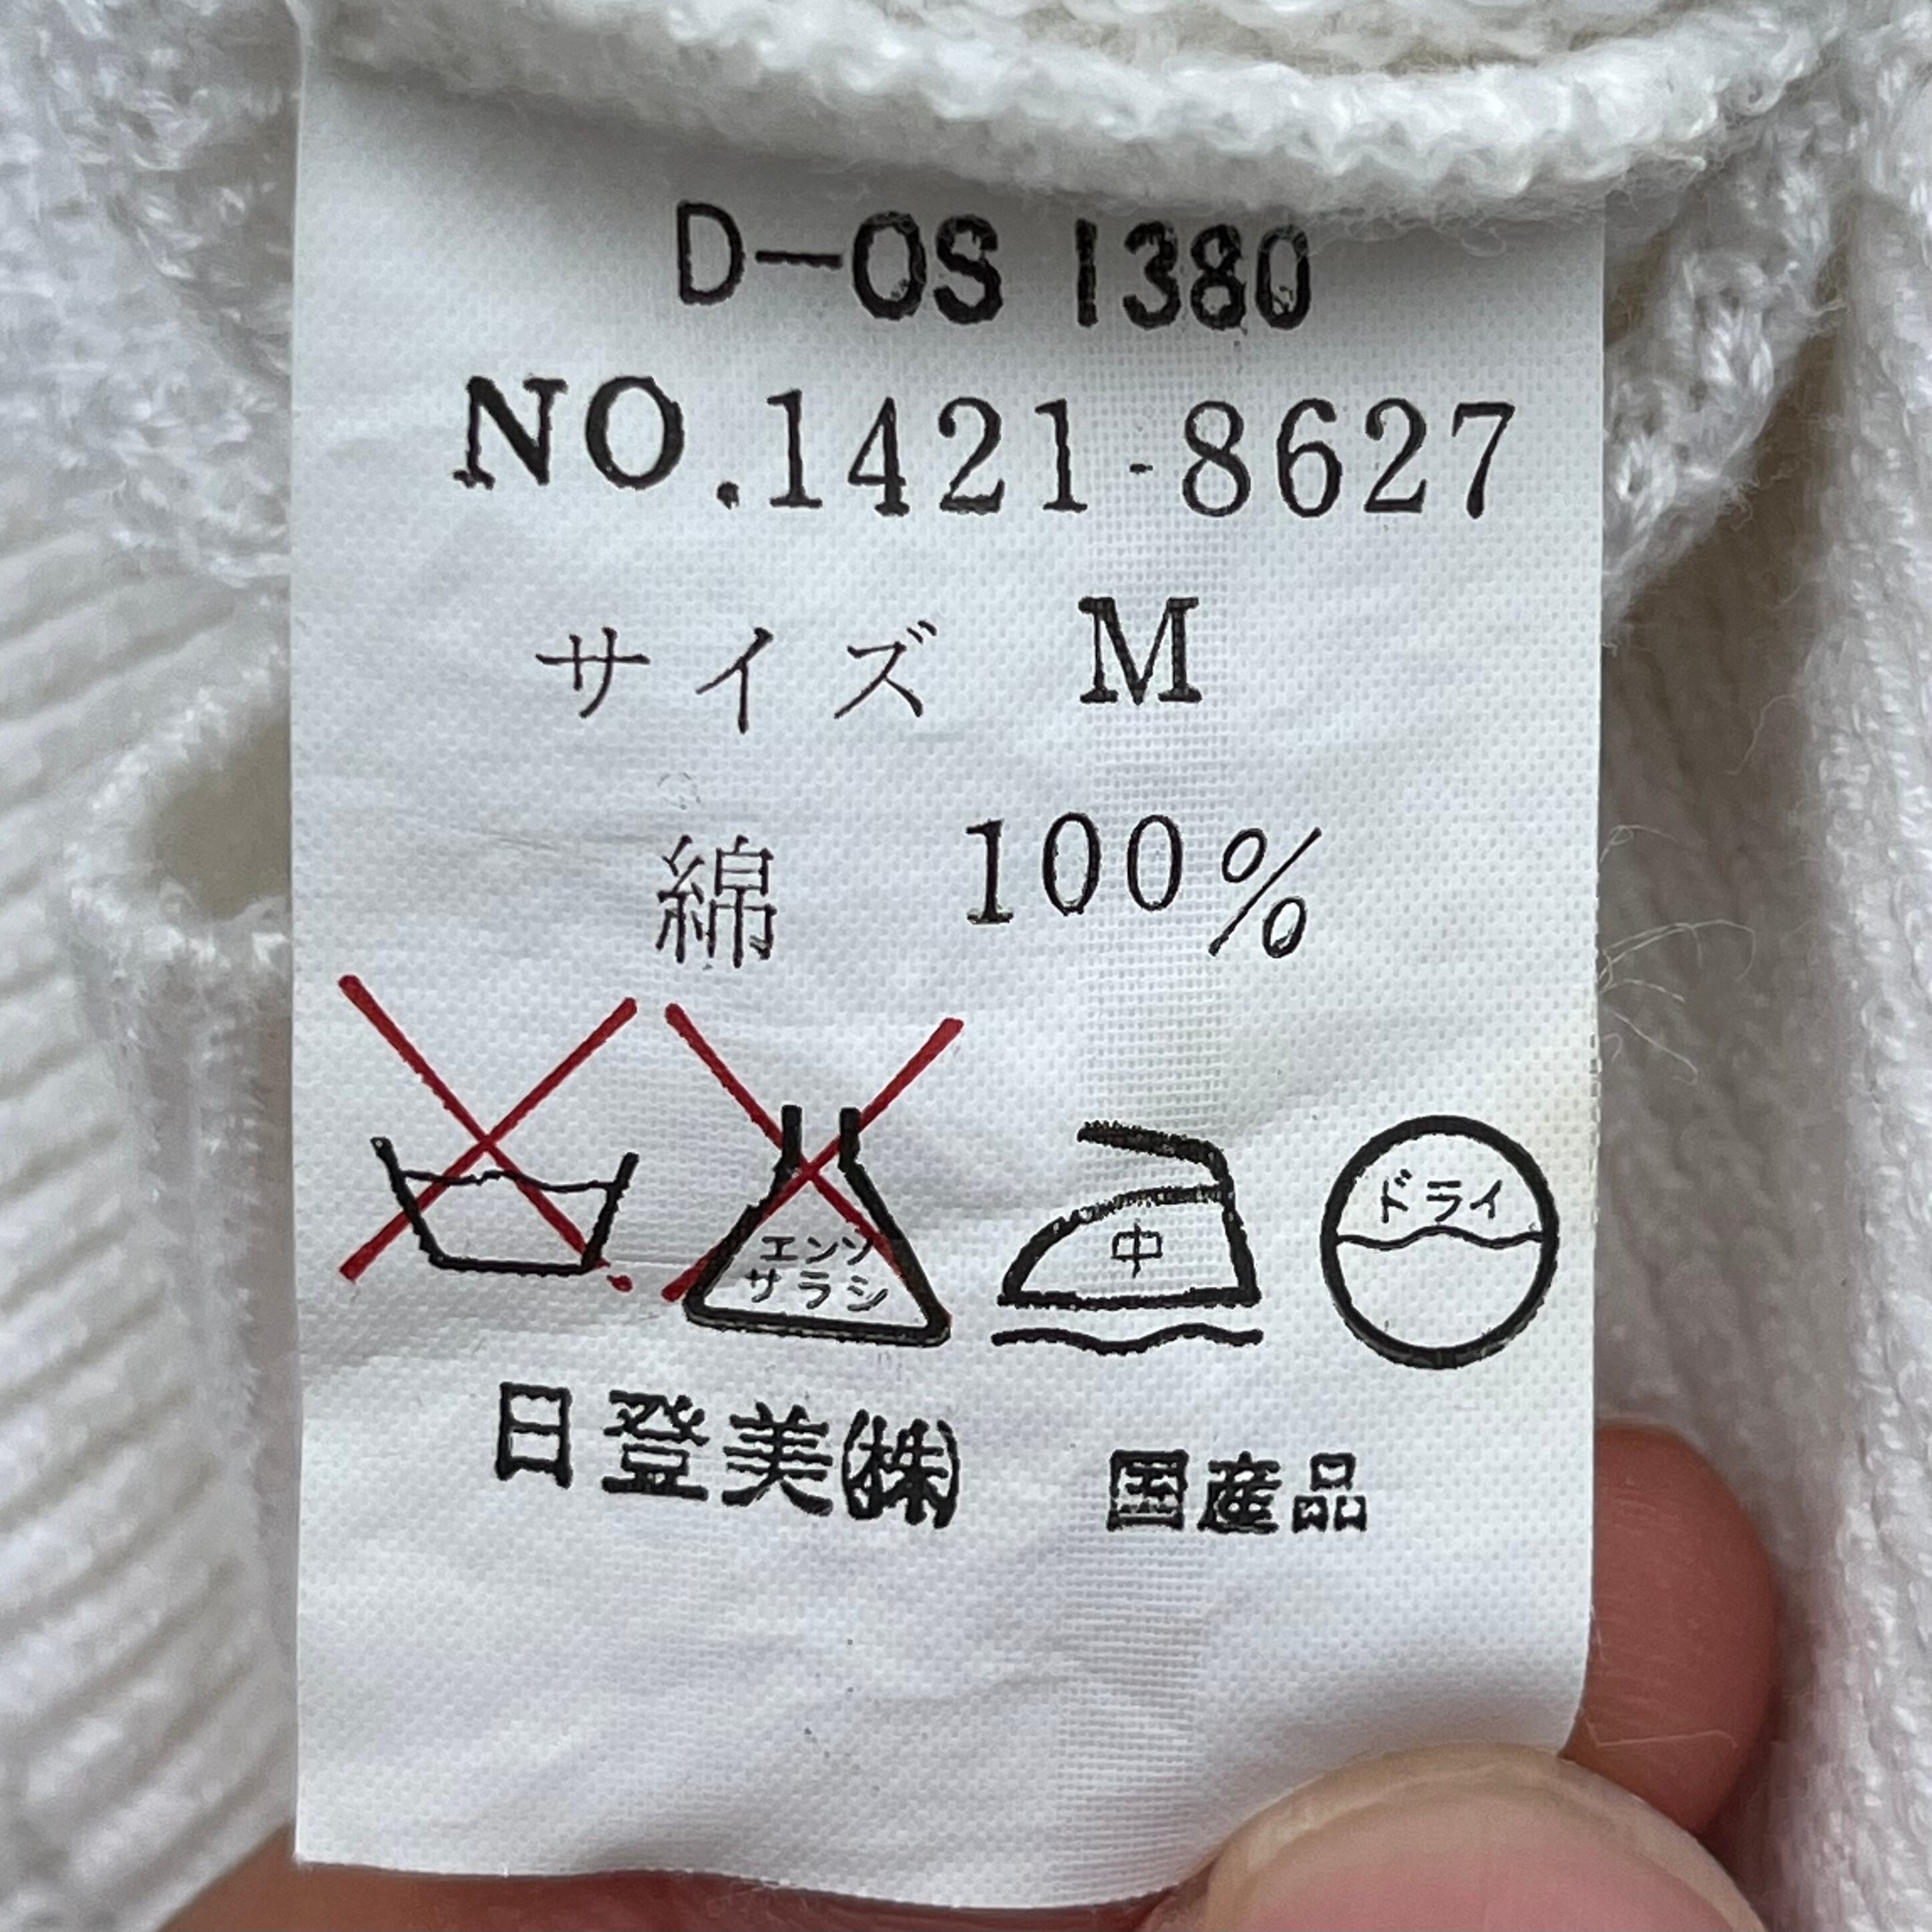 D-OS 1380
NO.1421-8627
サイズ M
綿 100%
エンソ
サラシ
中
ドライ
日登美㈱ 国産品